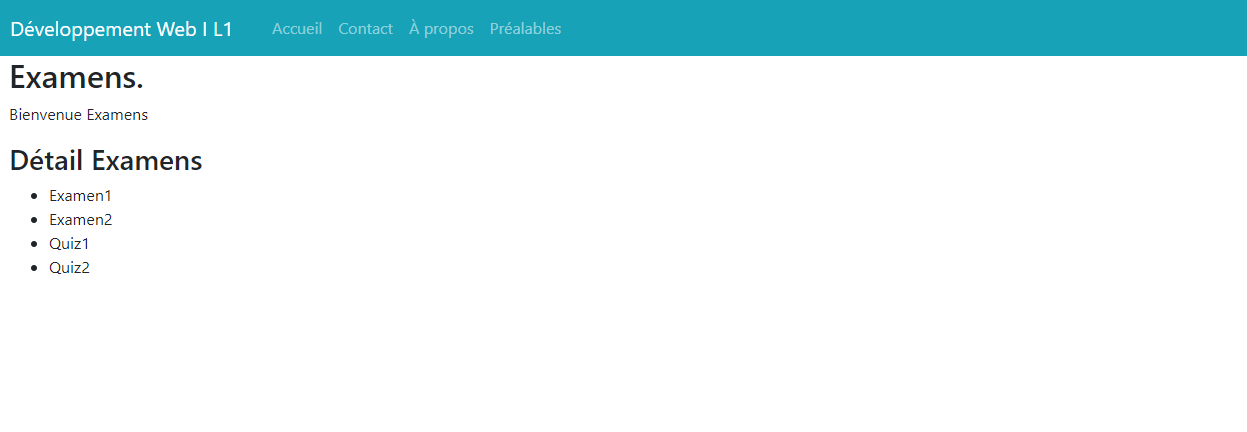 Développement Web I L1 Accueil Contact À propos Préalables
Examens.
Bienvenue Examens
Détail Examens
Examen1
Examen2
Quiz1
Quiz2